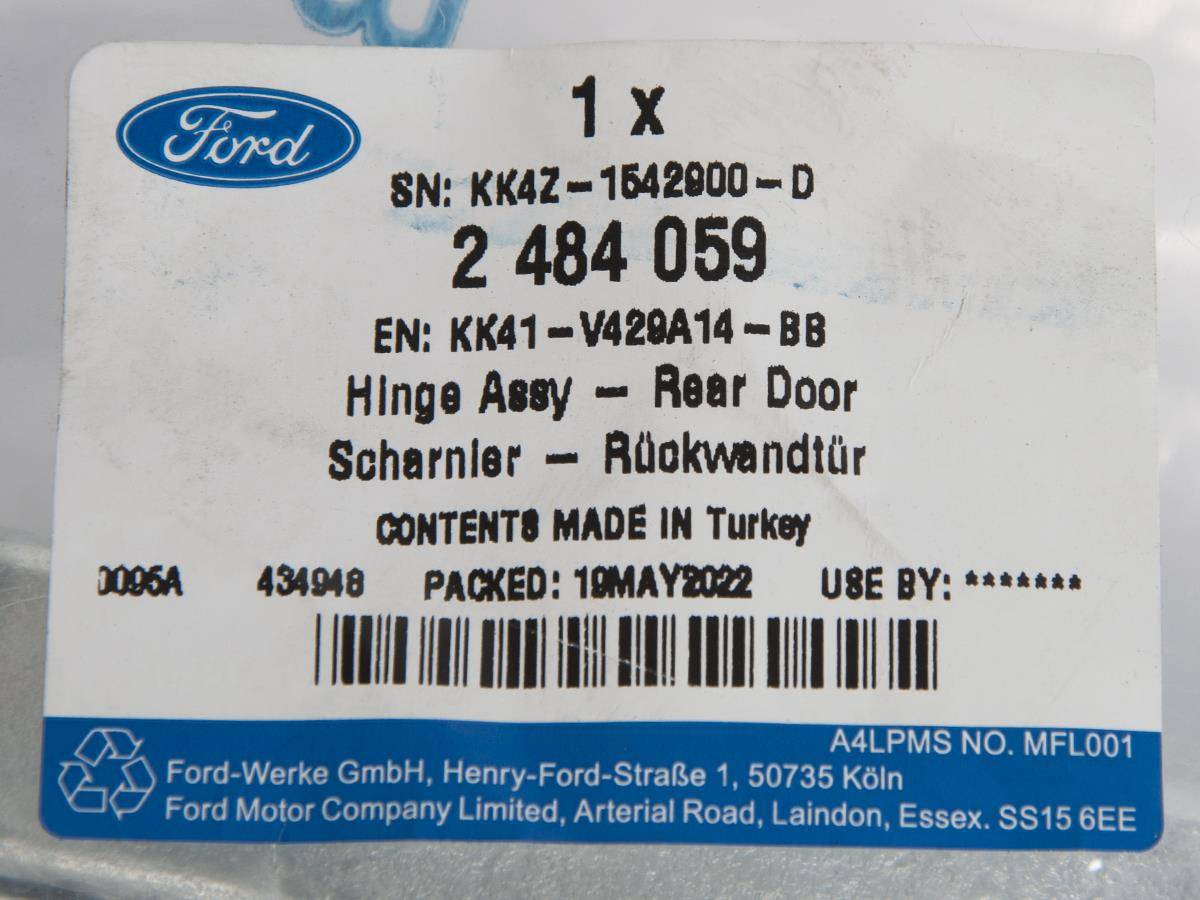 Ford
1 x
SN: KK4Z-1542900-D
2 484 059
EN: KK41-V429A14-BB
Hinge Assy - Rear Door
Scharnier - Rückwandtür
CONTENTS MADE IN Turkey
0095A 434948 PACKED: 19MAY2022 USE BY: *******
A4LPMS NO. MFL001
Ford-Werke GmbH, Henry-Ford-Straße 1, 50735 Köln
Ford Motor Company Limited, Arterial Road, Laindon, Essex. SS15 6EE